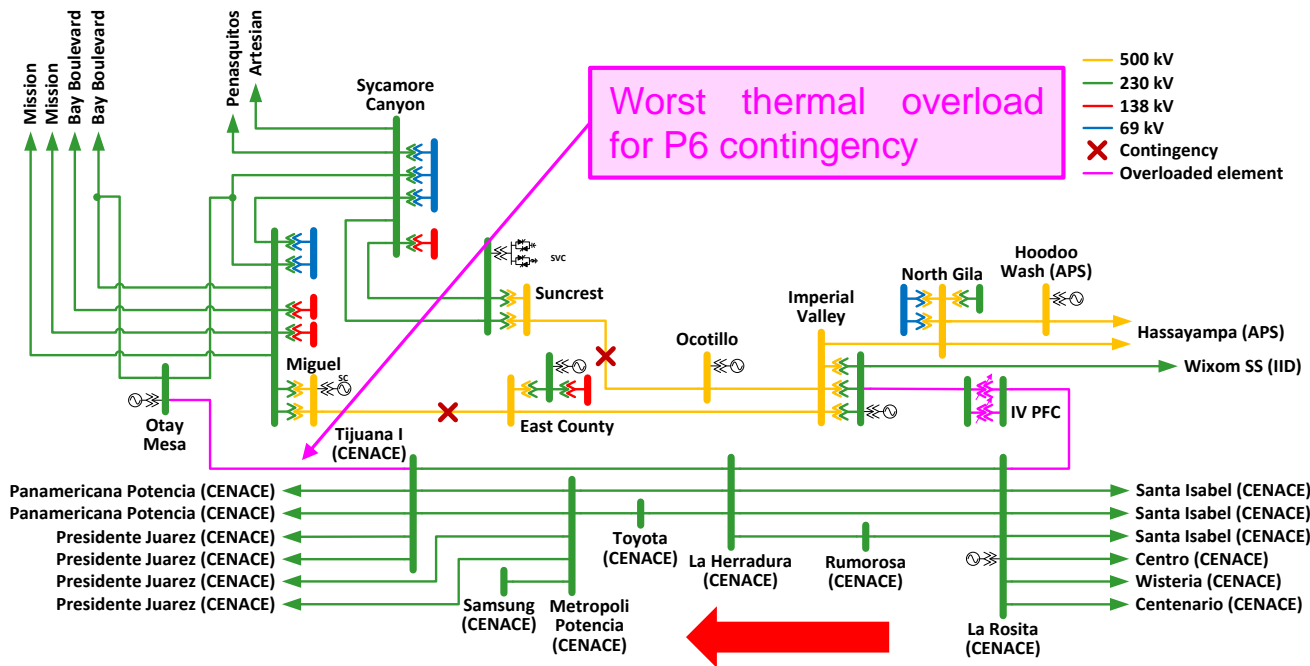 Mission
Mission
Bay Boulevard
Bay Boulevard
Penasquitos
Artesian
Sycamore
Canyon
Worst thermal overload
for P6 contingency
500 kV
230 kV
138 kV
69 kV
Contingency
Overloaded element
SVC
Suncrest
Ocotillo
Imperial
Valley
North Gila
Hoodoo
Wash (APS)
Hassayampa (APS)
Wixom SS (IID)
IV PFC
Miguel
SC
East County
Otay
Mesa
Tijuana I
(CENACE)
Panamericana Potencia (CENACE)
Panamericana Potencia (CENACE)
Presidente Juarez (CENACE)
Presidente Juarez (CENACE)
Presidente Juarez (CENACE)
Presidente Juarez (CENACE)
Samsung
(CENACE)
Metropoli
Potencia
(CENACE)
Toyota
(CENACE)
La Herradura
(CENACE)
Rumorosa
(CENACE)
La Rosita
(CENACE)
Santa Isabel (CENACE)
Santa Isabel (CENACE)
Santa Isabel (CENACE)
Centro (CENACE)
Wisteria (CENACE)
Centenario (CENACE)